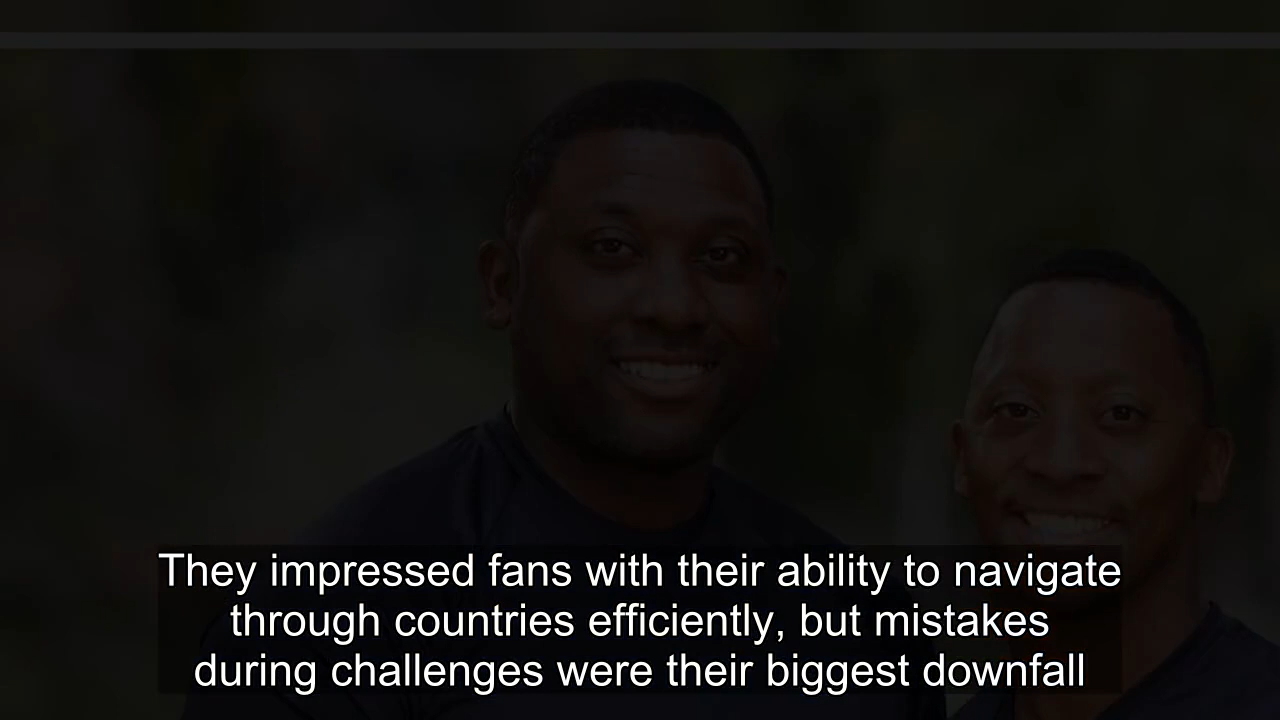 They impressed fans with their ability to navigate
through countries efficiently, but mistakes
during challenges were their biggest downfall